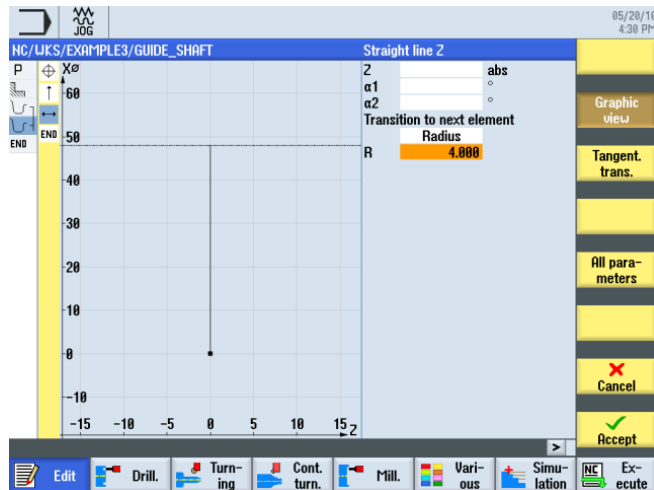 JOG
05/20/10
4:30 PM
NC/WKS/EXAMPLE3/GUIDE_SHAFT
Straight line Z
P
END
END
XØ
60
50
40
30
20
10
0
-10
-15 -10 -5 0 5 10 15 Z
Z abs
α1 °
α2 °
Transition to next element
Radius
R 4.000
Graphic
view
Tangent.
trans.
All para-
meters
Cancel
Accept
>
Edit
Drill.
Turn-
ing
Cont.
turn.
Mill.
Vari-
ous
Simu-
lation
NC
Ex-
ecute